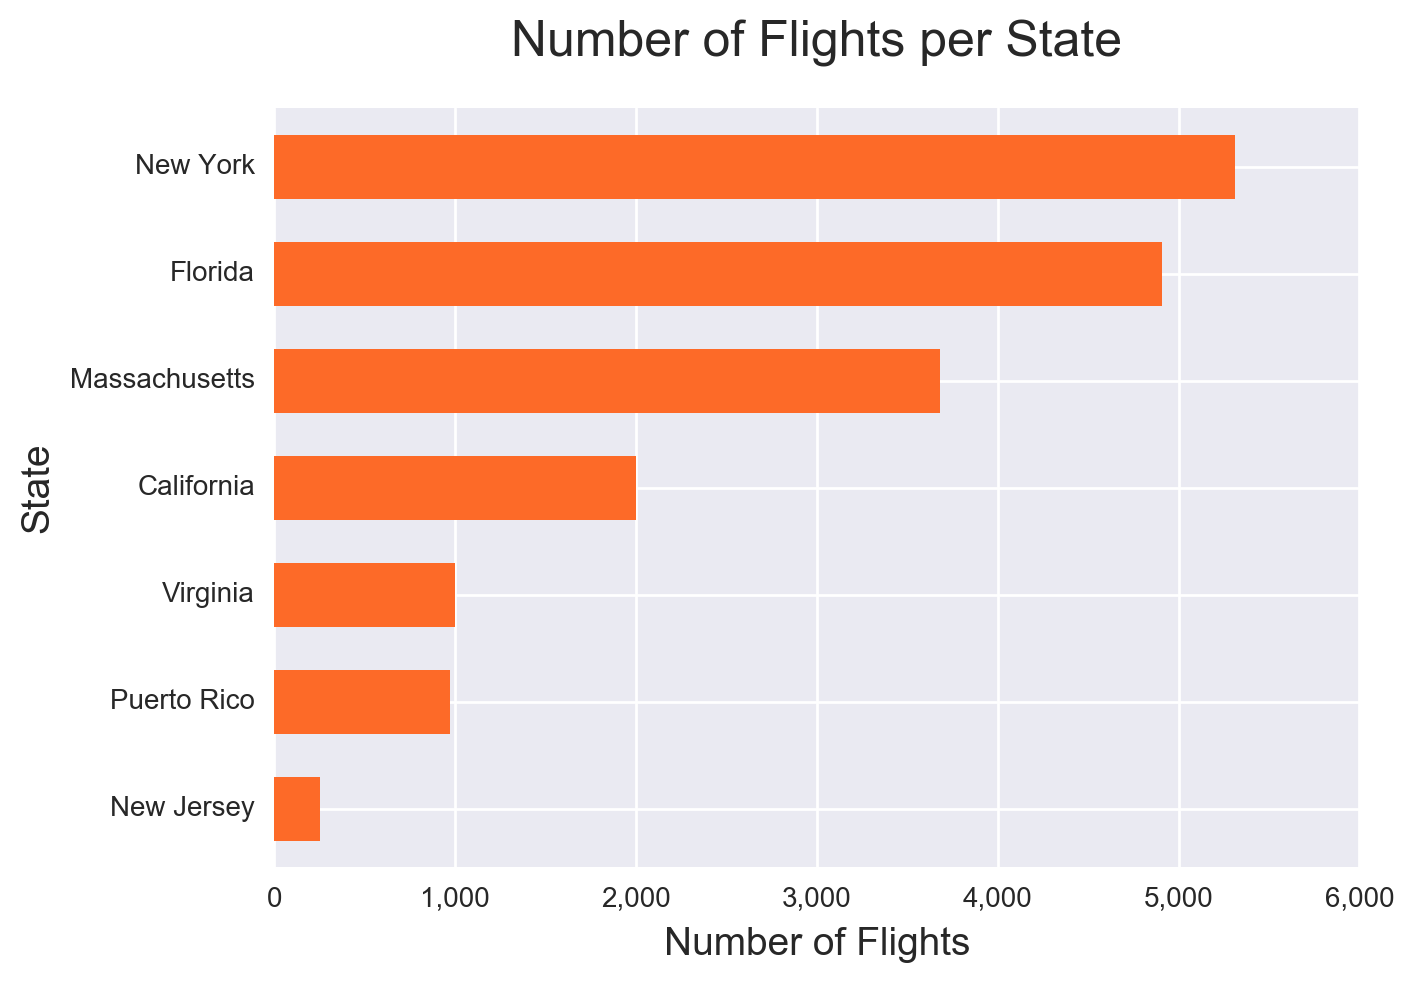 Number of Flights per State
New York
Florida
Massachusetts
California
Virginia
Puerto Rico
New Jersey
State
0 1,000 2,000 3,000 4,000 5,000 6,000
Number of Flights